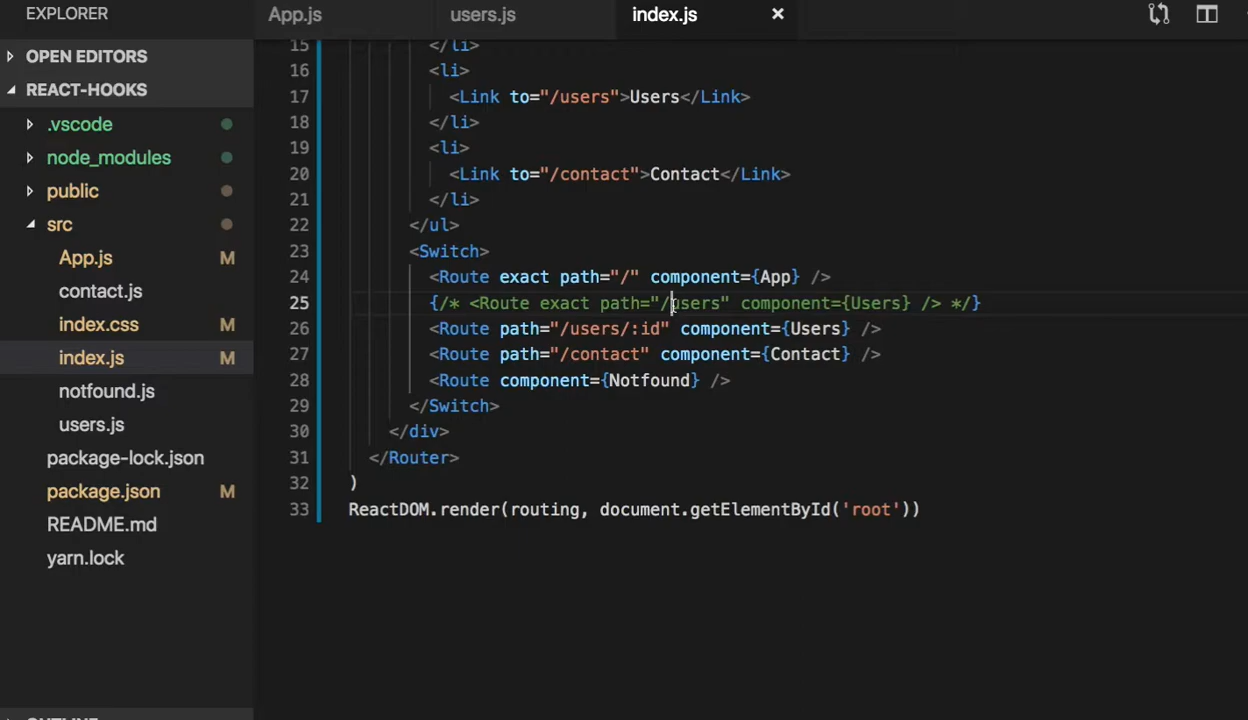 EXPLORER
App.js
users.js
index.js ×
OPEN EDITORS
REACT-HOOKS
.vscode
node_modules
public
src
App.js M
contact.js
index.css M
index.js M
notfound.js
users.js
package-lock.json
package.json M
README.md
yarn.lock
OUTLINE
15 </li>
16 <li>
17 <Link to="/users">Users</Link>
18 </li>
19 <li>
20 <Link to="/contact">Contact</Link>
21 </li>
22 </ul>
23 <Switch>
24 <Route exact path="/" component={App} />
25 {/* <Route exact path="/users" component={Users} /> */}
26 <Route path="/users/:id" component={Users} />
27 <Route path="/contact" component={Contact} />
28 <Route component={Notfound} />
29 </Switch>
30 </div>
31 </Router>
32 )
33 ReactDOM.render(routing, document.getElementById('root'))